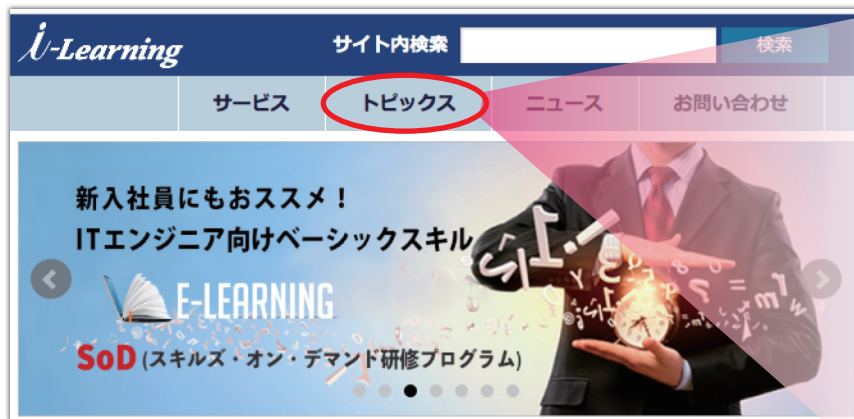 i-Learning
サイト内検索
検索
サービス
トピックス
ニュース
お問い合わせ
新入社員にもおススメ！
ITエンジニア向けベーシックスキル
E-LEARNING
SoD (スキルズ・オン・デマンド研修プログラム)